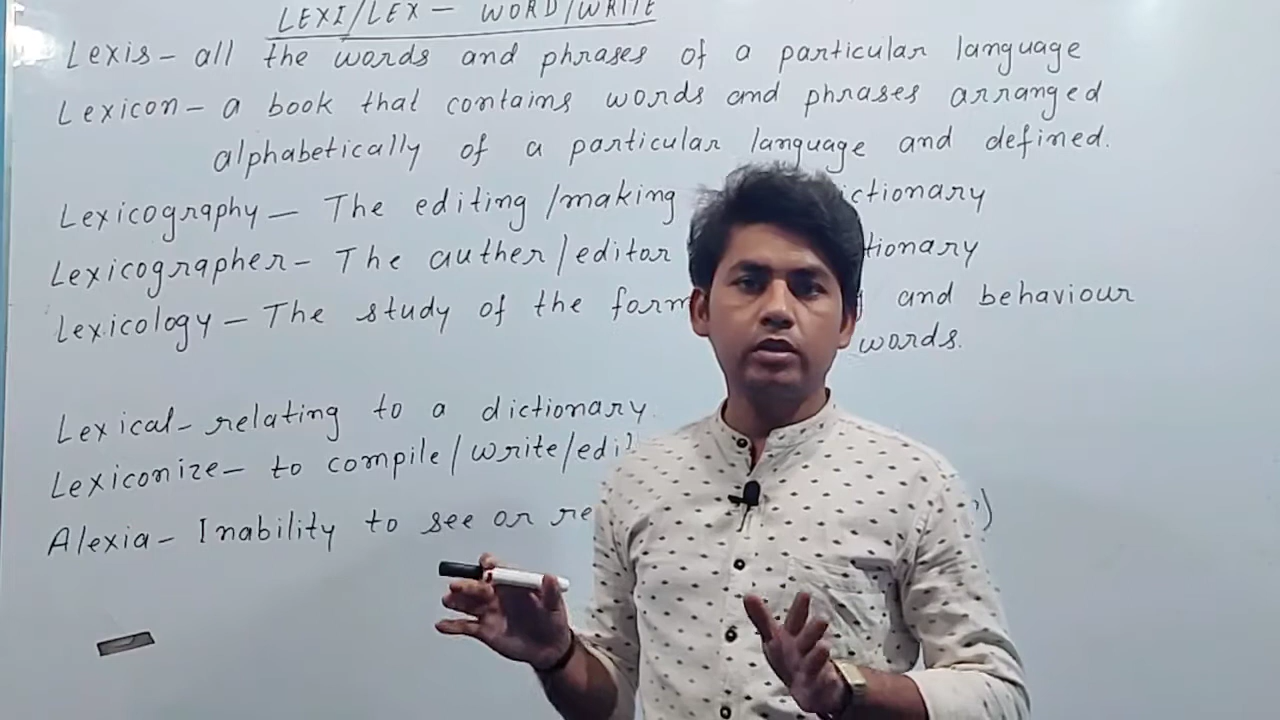 LEXI/LEX - WORD/WRITE
Lexis - all the words and phrases of a particular language
Lexicon - a book that contains words and phrases arranged
alphabetically of a particular language and defined.
Lexicography - The editing /making ctionary
Lexicographer - The auther/editor tionary
Lexicology - The study of the form and behaviour
words.
Lexical - relating to a dictionary.
Lexiconize - to compile/write/edit
Alexia - Inability to see or re